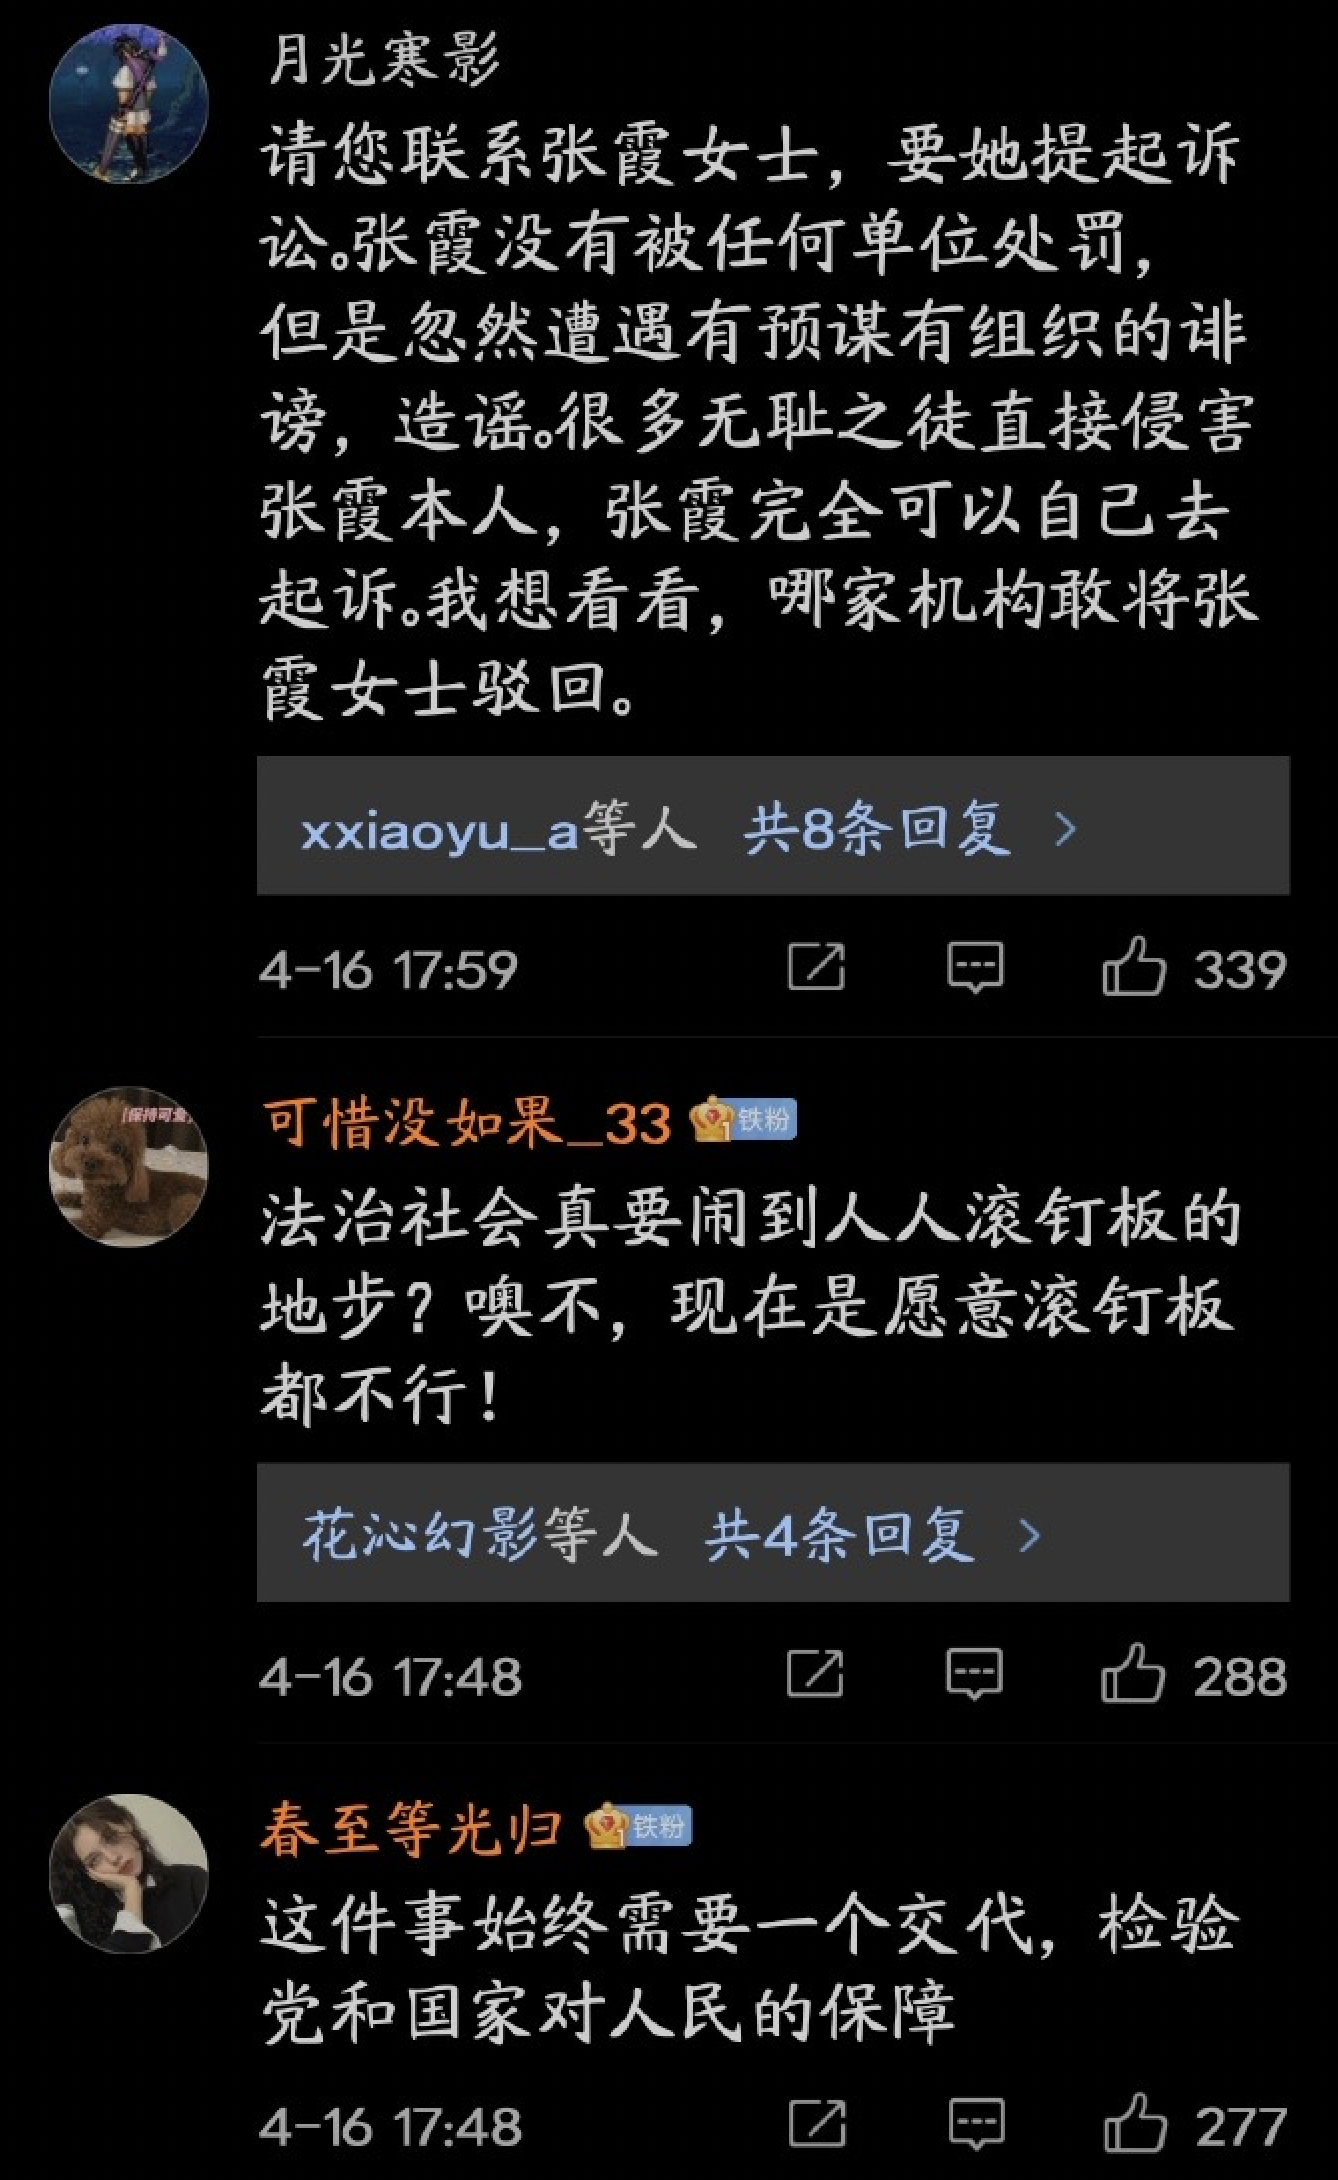 月光寒影
请您联系张霞女士，要她提起诉
讼。张霞没有被任何单位处罚，
但是忽然遭遇有预谋有组织的诽
谤，造谣。很多无耻之徒直接侵害
张霞本人，张霞完全可以自己去
起诉。我想看看，哪家机构敢将张
霞女士驳回。
xxiaoyu_a等人 共8条回复 >
4-16 17:59 339
保持可爱
可惜没如果_33 1 铁粉
法治社会真要闹到人人滚钉板的
地步？噢不，现在是愿意滚钉板
都不行！
花沁幻影等人 共4条回复 >
4-16 17:48 288
春至等光归 1 铁粉
这件事始终需要一个交代，检验
党和国家对人民的保障
4-16 17:48 277